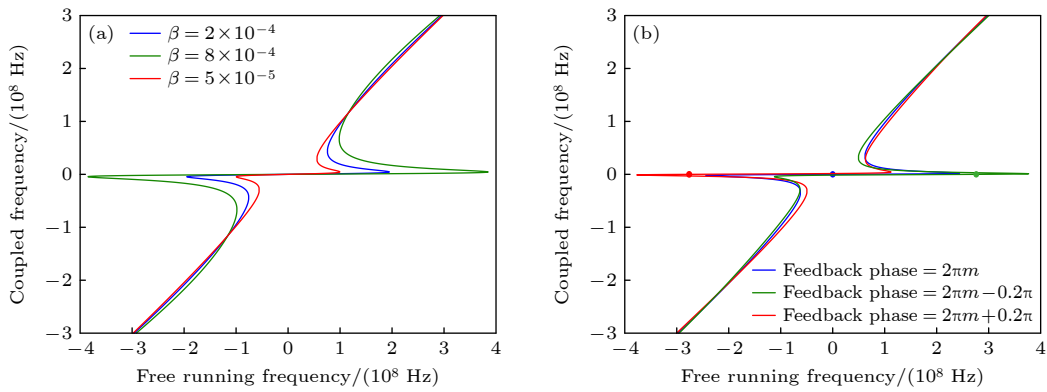 (a)
β = 2×10⁻⁴
β = 8×10⁻⁴
β = 5×10⁻⁵
3
2
1
0
−1
−2
−3
−4 −3 −2 −1 0 1 2 3 4
Coupled frequency/(10⁸ Hz)
Free running frequency/(10⁸ Hz)
(b)
3
2
1
0
−1
−2
−3
−4 −3 −2 −1 0 1 2 3 4
Coupled frequency/(10⁸ Hz)
Feedback phase = 2πm
Feedback phase = 2πm−0.2π
Feedback phase = 2πm+0.2π
Free running frequency/(10⁸ Hz)